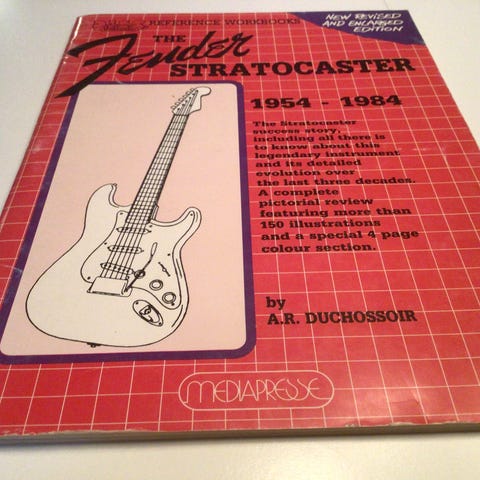 REFERENCE WORKBOOKS
NEW REVISED
AND ENLARGED
EDITION
THE
Fender
STRATOCASTER
1954 - 1984
The Stratocaster
success story,
including all there is
to know about this
legendary instrument
and its detailed
evolution over
the last three decades.
A complete
pictorial review
featuring more than
150 illustrations
and a special 4 page
colour section.
by
A.R. DUCHOSSOIR
MEDIAPRESSE